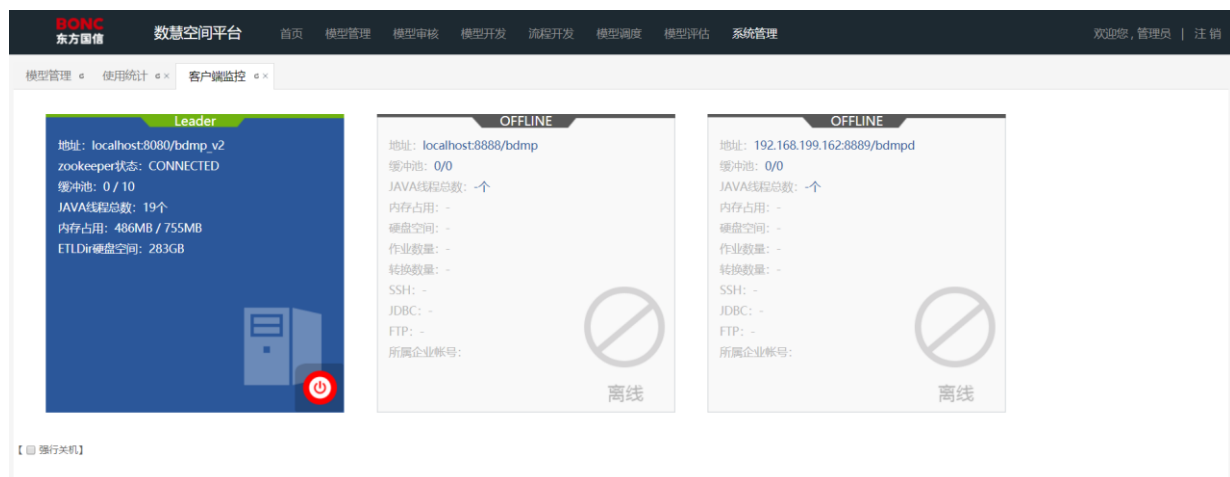 BONC
东方国信
数慧空间平台 首页 模型管理 模型审核 模型开发 流程开发 模型调度 模型评估 系统管理 欢迎您 , 管理员 | 注 销
模型管理 使用统计 × 客户端监控 ×
Leader
地址：localhost:8080/bdmp_v2
zookeeper状态：CONNECTED
缓冲池：0 / 10
JAVA线程总数：19个
内存占用：486MB / 755MB
ETLDir硬盘空间：283GB
OFFLINE
地址：localhost:8888/bdmp
缓冲池：0/0
JAVA线程总数：-个
内存占用：-
硬盘空间：-
作业数量：-
转换数量：-
SSH：-
JDBC：-
FTP：-
所属企业帐号：
离线
OFFLINE
地址：192.168.199.162:8889/bdmpd
缓冲池：0/0
JAVA线程总数：-个
内存占用：-
硬盘空间：-
作业数量：-
转换数量：-
SSH：-
JDBC：-
FTP：-
所属企业帐号：
离线
【 强行关机】